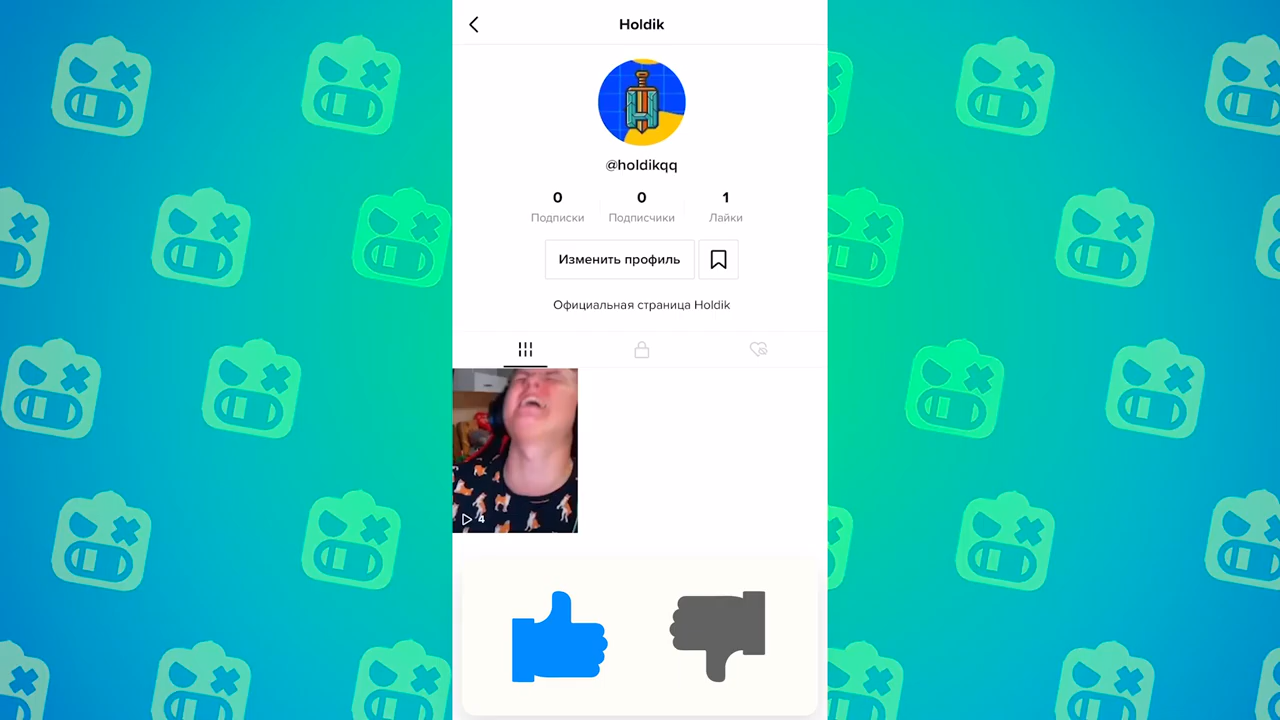 Holdik
@holdikqq
0 0 1
Подписки Подписчики Лайки
Изменить профиль
Официальная страница Holdik
4